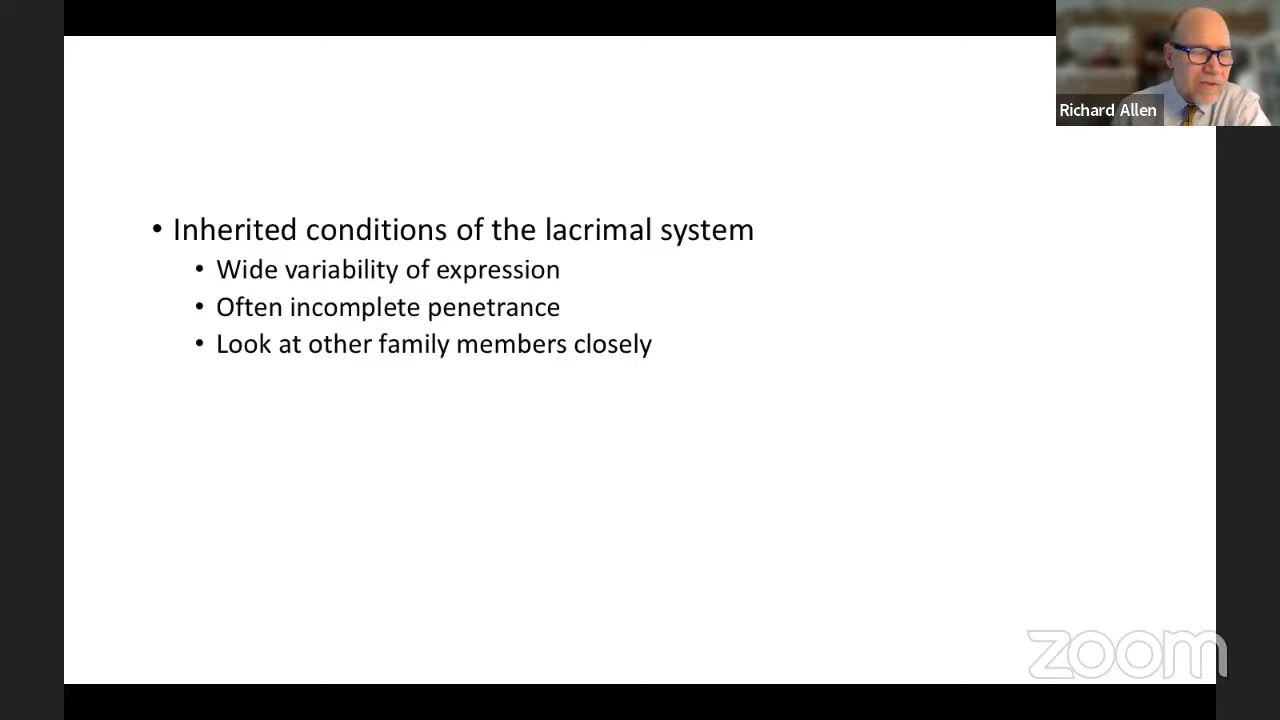 Richard Allen
• Inherited conditions of the lacrimal system
• Wide variability of expression
• Often incomplete penetrance
• Look at other family members closely
zoom